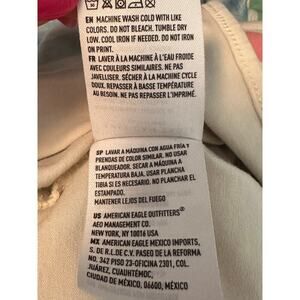 30
EN MACHINE WASH COLD WITH LIKE
COLORS. DO NOT BLEACH. TUMBLE DRY
LOW. COOL IRON IF NEEDED. DO NOT IRON
ON PRINT.
FR LAVER À LA MACHINE À L'EAU FROIDE
AVEC COULEURS SIMILAIRES. NE PAS
JAVELLISER. SÉCHER À LA MACHINE CYCLE
DOUX. REPASSER À BASSE TEMPÉRATURE
AU BESOIN. NE PAS REPASSER L'IMPRIMÉ.
SP LAVAR A MÁQUINA CON AGUA FRÍA Y
PRENDAS DE COLOR SIMILAR. NO USAR
BLANQUEADOR. SECAR A MÁQUINA A
TEMPERATURA BAJA. USAR PLANCHA
TIBIA SI ES NECESARIO. NO PLANCHAR EL
ESTAMPADO.
MANTENER LEJOS DEL FUEGO
US AMERICAN EAGLE OUTFITTERS®
AEO MANAGEMENT CO.
NEW YORK, NY 10016 USA
MX AMERICAN EAGLE MEXICO IMPORTS,
S. DE R.L.DE C.V. PASEO DE LA REFORMA
NO. 342 PISO 23-OFICINA 2301, COL.
JUÁREZ, CUAUHTÉMOC,
CIUDAD DE MÉXICO, 06600, MÉXICO